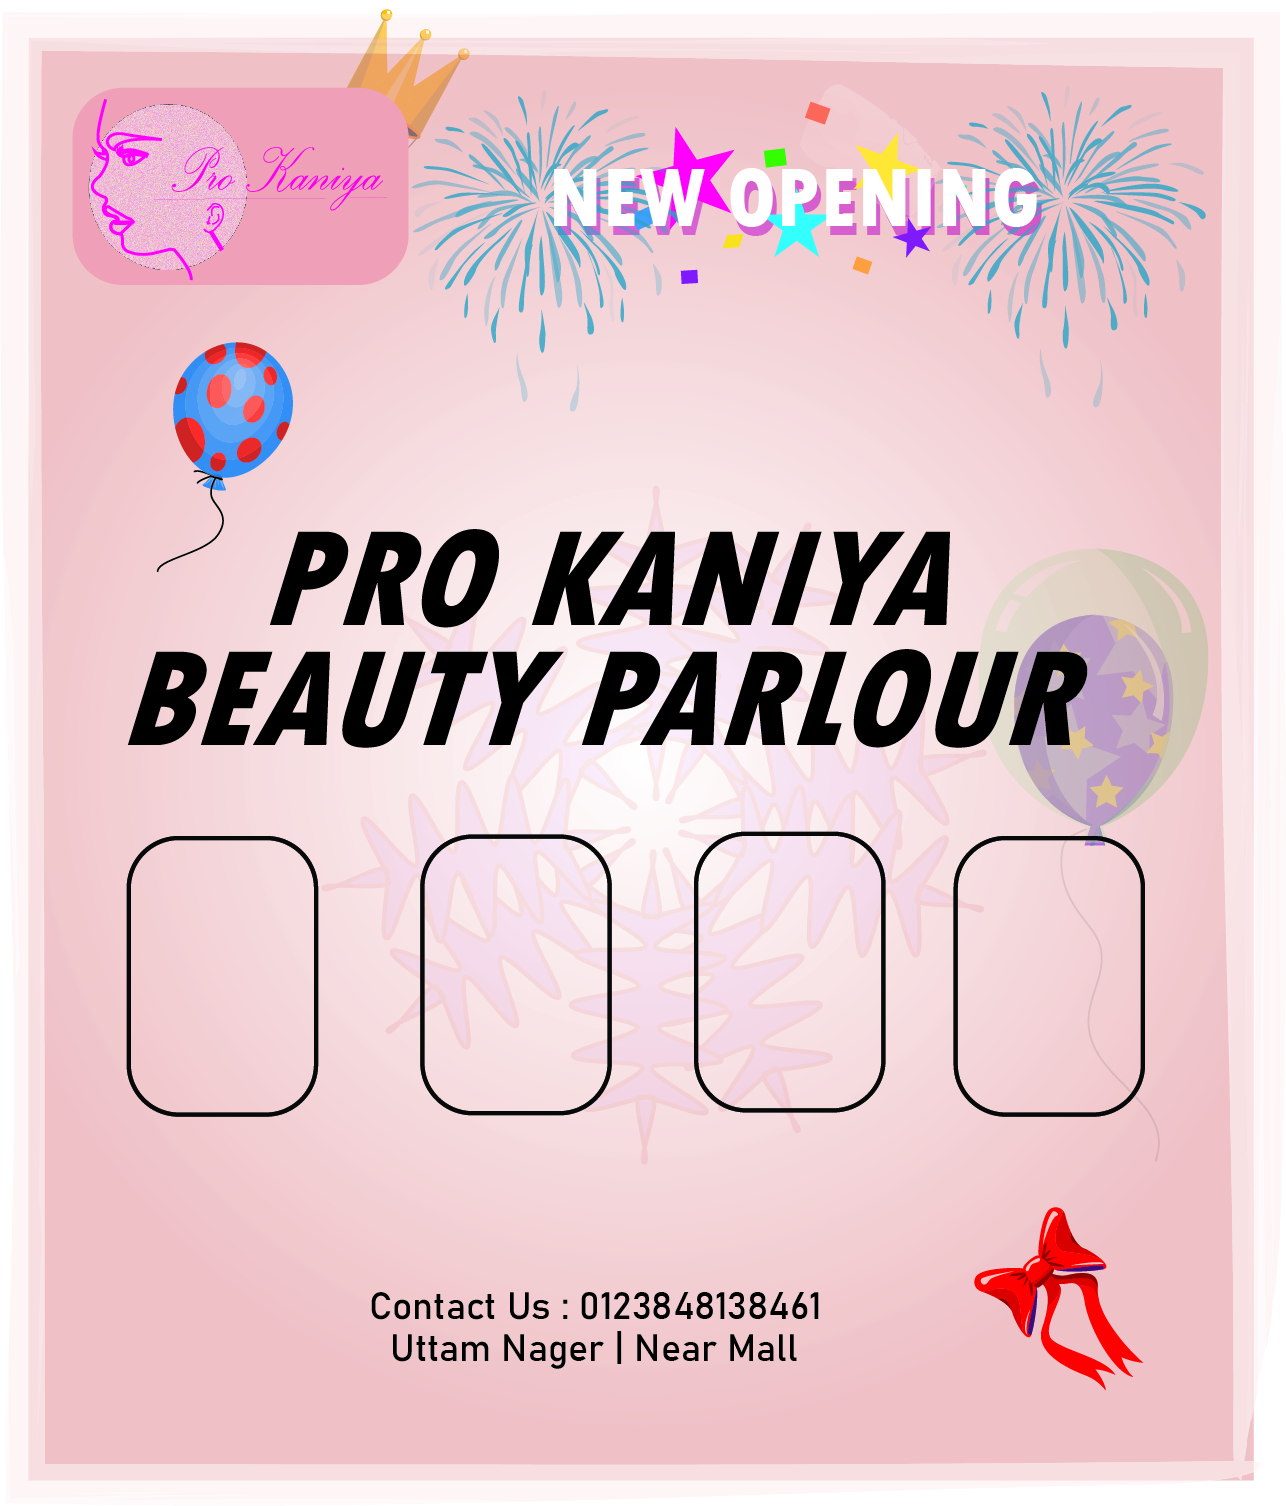 Pro Kaniya
NEW OPENING
PRO KANIYA
BEAUTY PARLOUR
Contact Us : 0123848138461
Uttam Nager | Near Mall